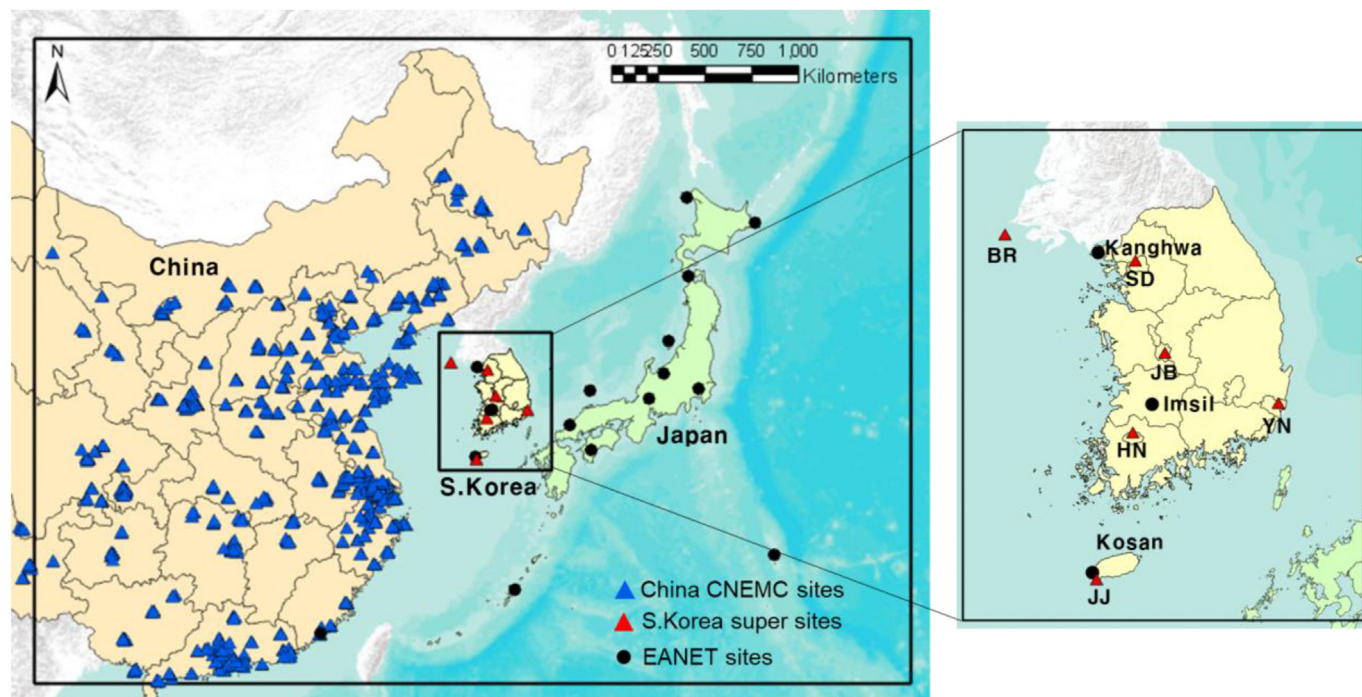 N
0 125250 500 750 1,000
Kilometers
China
Japan
S.Korea
China CNEMC sites
S.Korea super sites
EANET sites
BR
Kanghwa
SD
JB
Imsil
YN
HN
Kosan
JJ